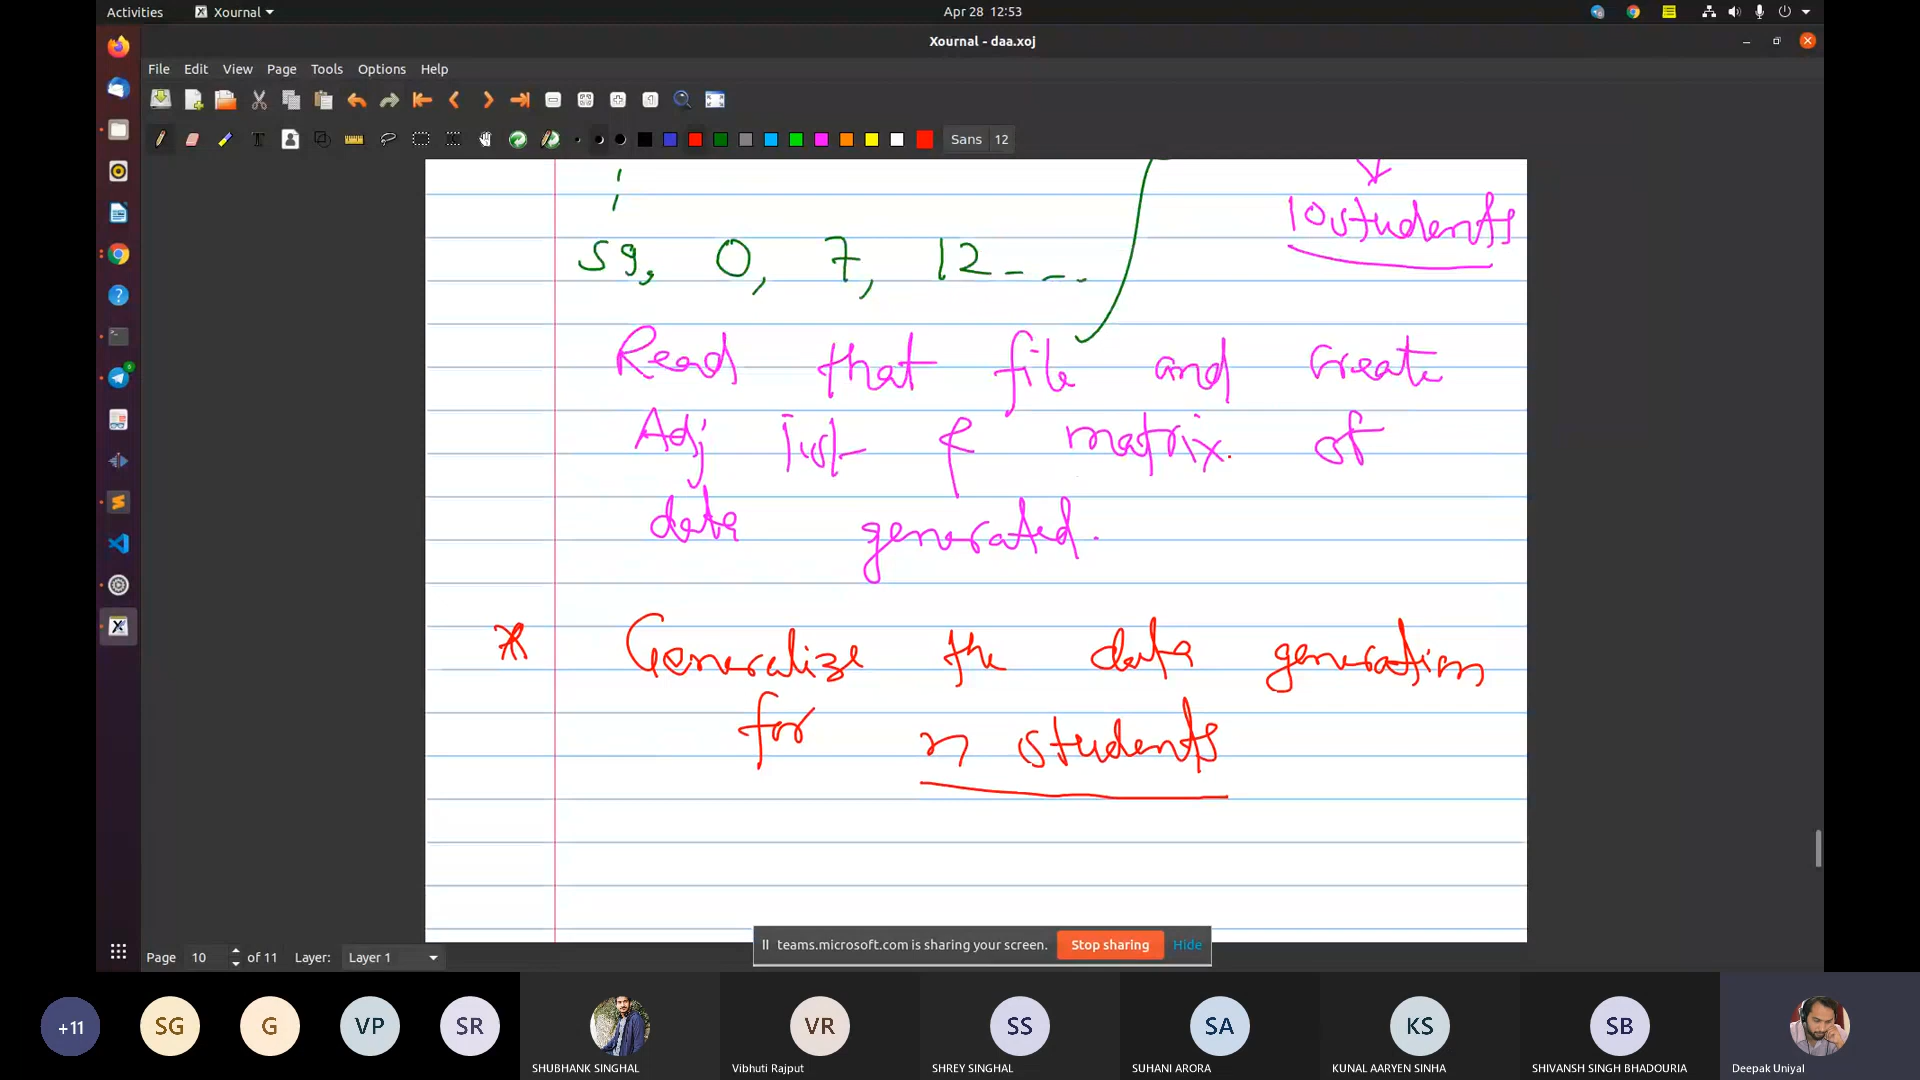 Activities Xournal Apr 28 12:53
Xournal - daa.xoj
File Edit View Page Tools Options Help
Sans 12
10 students
59, 0, 7, 12 - - -
Read that file and create
Adj list & matrix. of
data generated.
* Generalize the data generation
for n students
teams.microsoft.com is sharing your screen. Stop sharing Hide
Page 10 of 11 Layer: Layer 1
+11 SG G VP SR VR SS SA KS SB
SHUBHANK SINGHAL Vibhuti Rajput SHREY SINGHAL SUHANI ARORA KUNAL AARYEN SINHA SHIVANSH SINGH BHADOURIA Deepak Uniyal